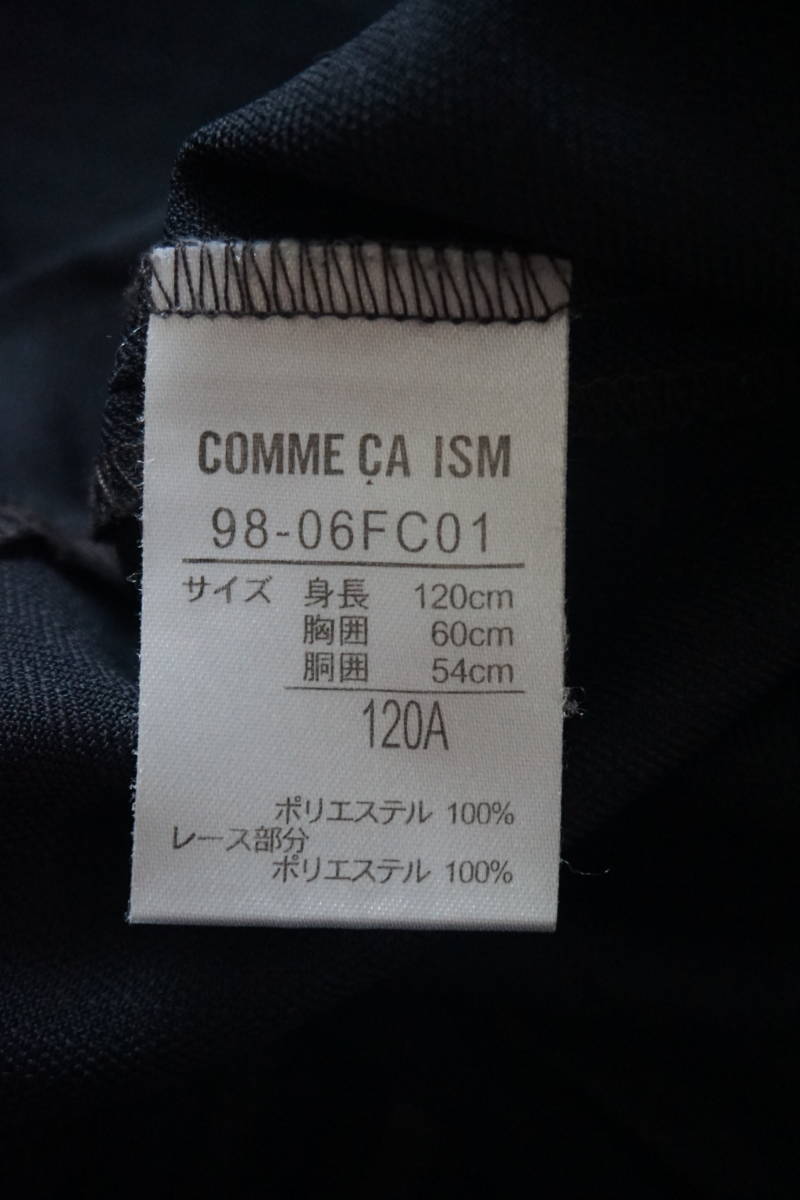 COMME ÇA ISM
98-06FC01
サイズ 身長 120cm
胸囲 60cm
胴囲 54cm
120A
ポリエステル 100%
レース部分
ポリエステル 100%